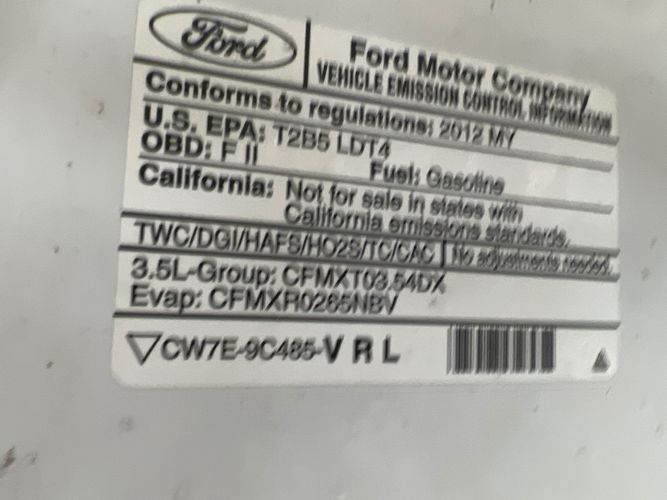 Ford
Ford Motor Company
VEHICLE EMISSION CONTROL INFORMATION
Conforms to regulations: 2012 MY
U.S. EPA: T2B5 LDT4
OBD: F II Fuel: Gasoline
California: Not for sale in states with
California emissions standards.
TWC/DGI/HAFS/HO2S/TC/CAC No adjustments needed.
3.5L-Group: CFMXT03.54DX
Evap: CFMXR0265NBV
CW7E-9C485-V R L